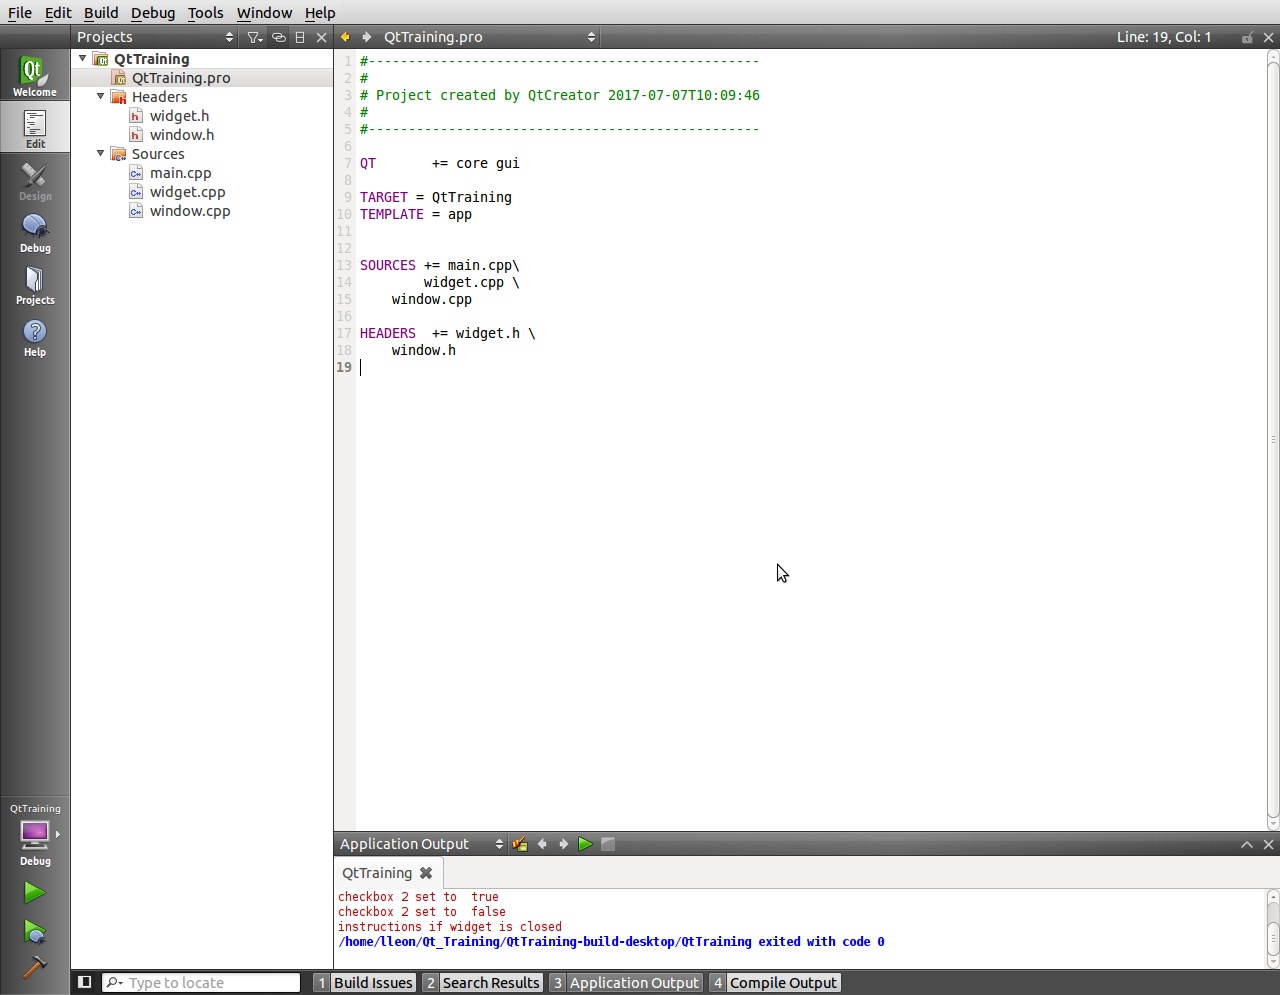 File Edit Build Debug Tools Window Help
Projects
QtTraining.pro
Line: 19, Col: 1
Qt
Welcome
Edit
Design
Debug
Projects
Help
QtTraining
Debug
QtTraining
QtTraining.pro
Headers
widget.h
window.h
Sources
main.cpp
widget.cpp
window.cpp
1 #-------------------------------------------------
2 #
3 # Project created by QtCreator 2017-07-07T10:09:46
4 #
5 #-------------------------------------------------
6
7 QT       += core gui
8
9 TARGET = QtTraining
10 TEMPLATE = app
11
12
13 SOURCES += main.cpp\
14         widget.cpp \
15     window.cpp
16
17 HEADERS  += widget.h \
18     window.h
19
Application Output
QtTraining
checkbox 2 set to  true
checkbox 2 set to  false
instructions if widget is closed
/home/lleon/Qt_Training/QtTraining-build-desktop/QtTraining exited with code 0
Type to locate
1 Build Issues 2 Search Results 3 Application Output 4 Compile Output